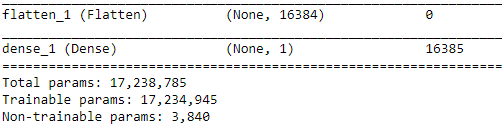 flatten_1 (Flatten) (None, 16384) 0
dense_1 (Dense) (None, 1) 16385
Total params: 17,238,785
Trainable params: 17,234,945
Non-trainable params: 3,840